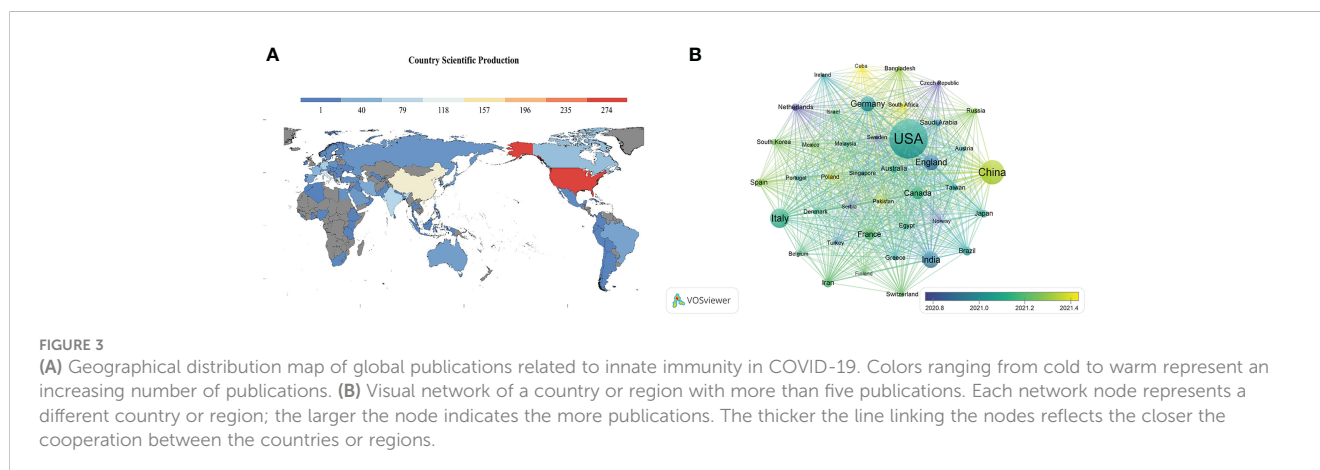 A
Country Scientific Production
1 40 79 118 157 196 235 274
B
Cuba
Bangladesh
Ireland
Czech Republic
Netherlands
Germany
South Africa
Israel
Russia
Saudi Arabia
USA
Sweden
South Korea
Mexico
Malaysia
Austria
England
Portugal
Poland
Singapore
Australia
China
Spain
Canada
Taiwan
Pakistan
Italy
Denmark
Serbia
Japan
Norway
Egypt
France
Turkey
Brazil
Belgium
Greece
India
Iran
Finland
Switzerland
VOSviewer
2020.8 2021.0 2021.2 2021.4
FIGURE 3
(A) Geographical distribution map of global publications related to innate immunity in COVID-19. Colors ranging from cold to warm represent an
increasing number of publications. (B) Visual network of a country or region with more than five publications. Each network node represents a
different country or region; the larger the node indicates the more publications. The thicker the line linking the nodes reflects the closer the
cooperation between the countries or regions.